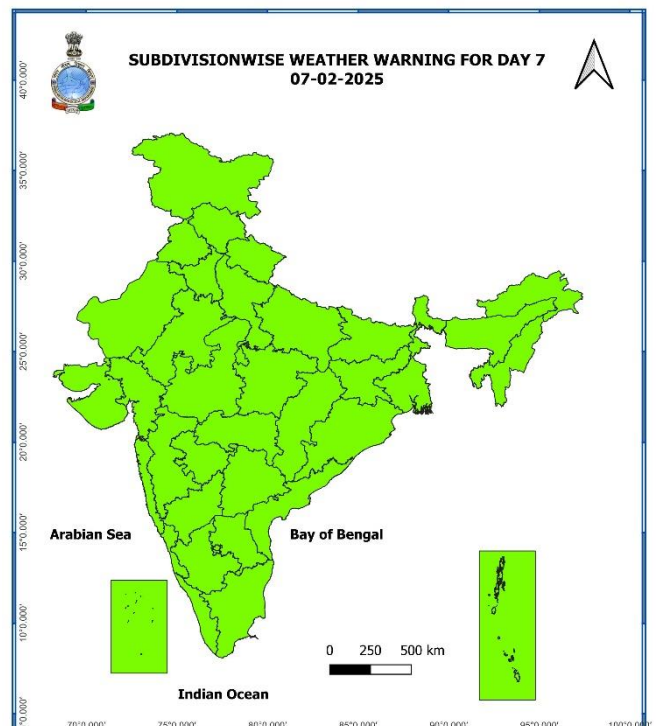 SUBDIVISIONWISE WEATHER WARNING FOR DAY 7
07-02-2025
40°0.000'
35°0.000'
30°0.000'
25°0.000'
20°0.000'
15°0.000'
10°0.000'
°0.000'
Arabian Sea
Bay of Bengal
0 250 500 km
Indian Ocean
70°0.000' 75°0.000' 80°0.000' 85°0.000' 90°0.000' 95°0.000' 100°0.000'